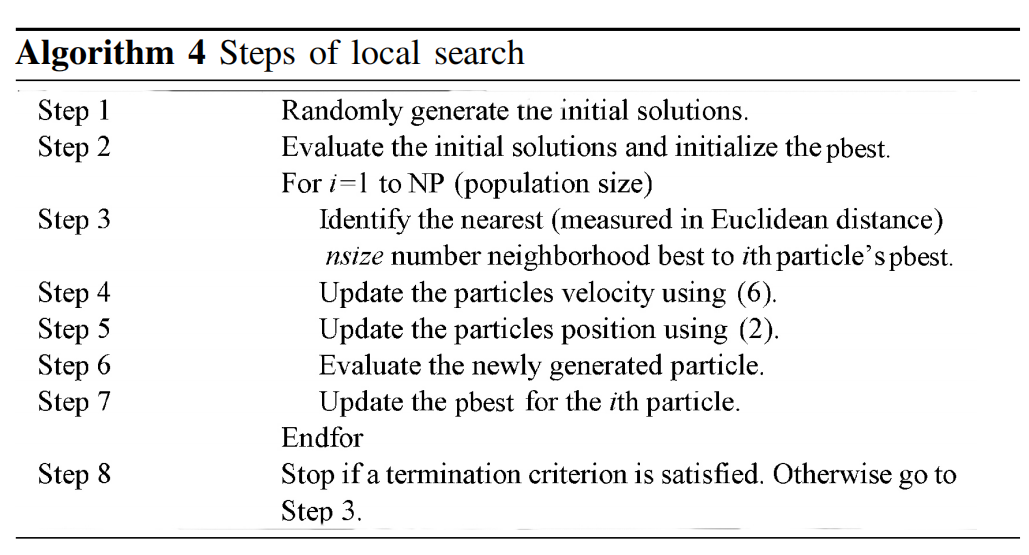 Algorithm 4 Steps of local search
Step 1 Randomly generate the initial solutions.
Step 2 Evaluate the initial solutions and initialize the pbest.
For i=1 to NP (population size)
Step 3 Identify the nearest (measured in Euclidean distance)
nsize number neighborhood best to ith particle's pbest.
Step 4 Update the particles velocity using (6).
Step 5 Update the particles position using (2).
Step 6 Evaluate the newly generated particle.
Step 7 Update the pbest for the ith particle.
Endfor
Step 8 Stop if a termination criterion is satisfied. Otherwise go to
Step 3.